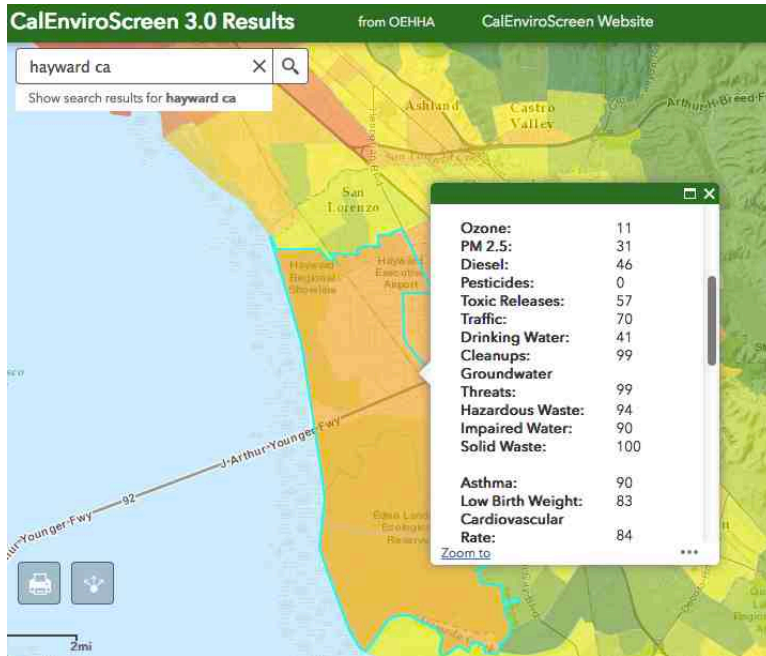 CalEnviroScreen 3.0 Results
from OEHHA
CalEnviroScreen Website
hayward ca
Show search results for hayward ca
Ashland
Castro
Valley
San
Lorenzo
Hayward
Regional
Shoreline
Hayward
Executive
Airport
Ozone: 11
PM 2.5: 31
Diesel: 46
Pesticides: 0
Toxic Releases: 57
Traffic: 70
Drinking Water: 41
Cleanups: 99
Groundwater
Threats: 99
Hazardous Waste: 94
Impaired Water: 90
Solid Waste: 100
Asthma: 90
Low Birth Weight: 83
Cardiovascular
Rate: 84
Zoom to
J-Arthur-Younger-Fwy
92
Ecological
2mi